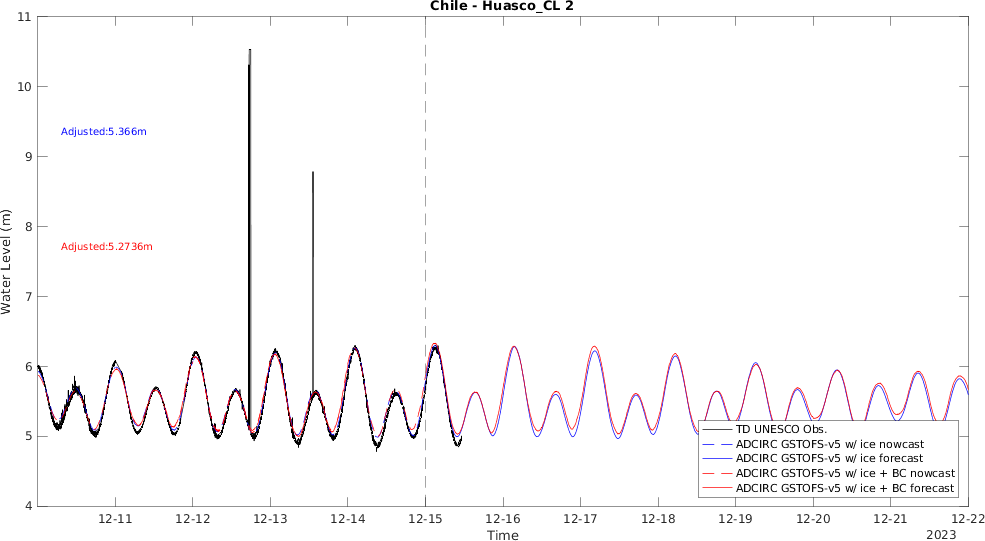 Chile - Huasco_CL 2
11
10
9
8
7
6
5
4
Water Level (m)
Adjusted:5.366m
Adjusted:5.2736m
TD UNESCO Obs.
ADCIRC GSTOFS-v5 w/ ice nowcast
ADCIRC GSTOFS-v5 w/ ice forecast
ADCIRC GSTOFS-v5 w/ ice + BC nowcast
ADCIRC GSTOFS-v5 w/ ice + BC forecast
12-11 12-12 12-13 12-14 12-15 12-16 12-17 12-18 12-19 12-20 12-21 12-22
Time
2023